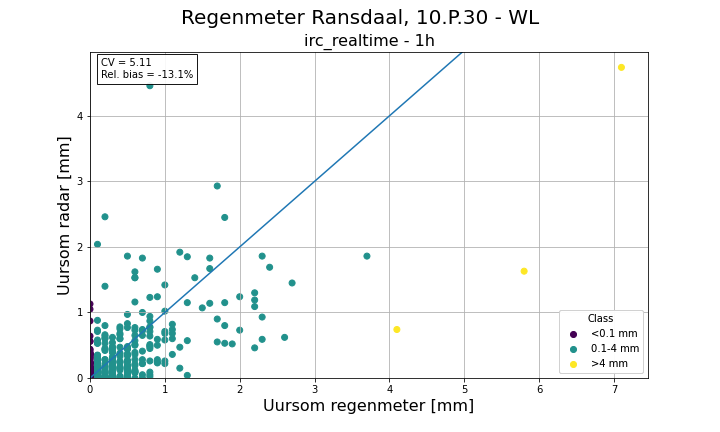 Regenmeter Ransdaal, 10.P.30 - WL
irc_realtime - 1h
CV = 5.11
Rel. bias = -13.1%
Uursom radar [mm]
4
3
2
1
0
0 1 2 3 4 5 6 7
Uursom regenmeter [mm]
Class
<0.1 mm
0.1-4 mm
>4 mm